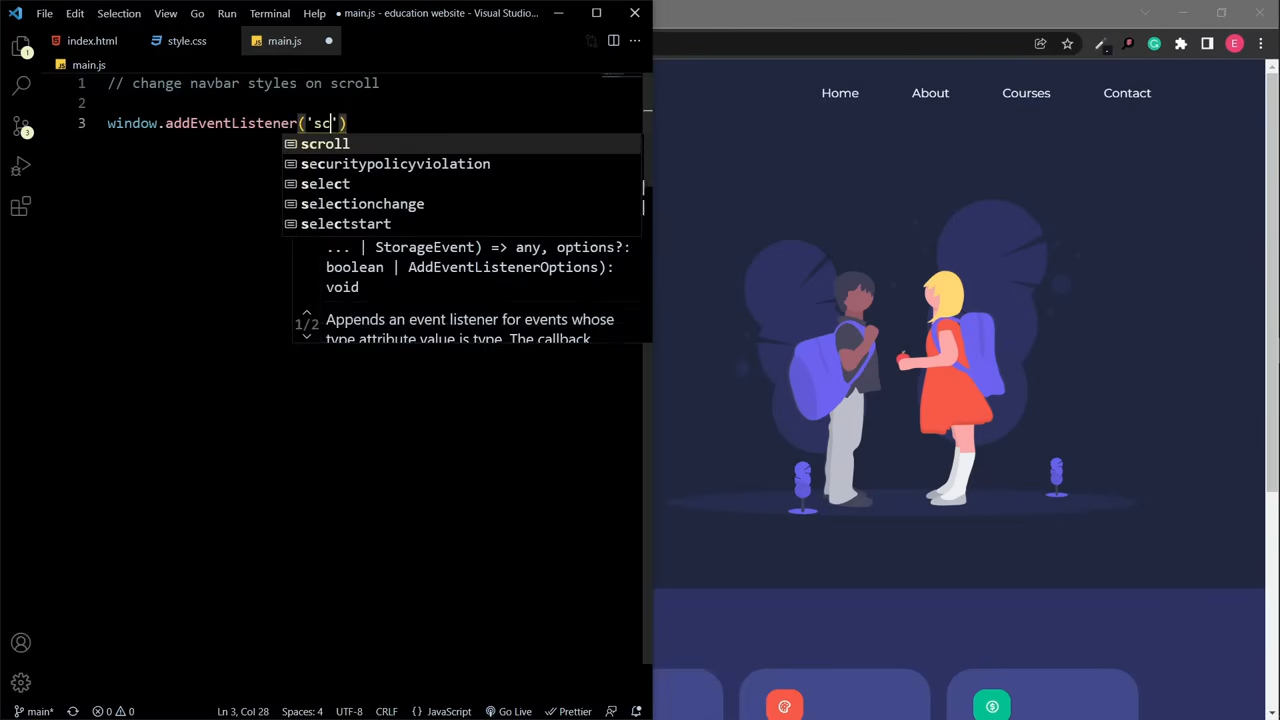 File Edit Selection View Go Run Terminal Help ● main.js - education website - Visual Studio...
index.html style.css main.js
main.js
1 // change navbar styles on scroll
2
3 window.addEventListener('sc')
scroll
securitypolicyviolation
select
selectionchange
selectstart
... | StorageEvent) => any, options?:
boolean | AddEventListenerOptions):
void
1/2 Appends an event listener for events whose
type attribute value is type. The callback
1
3
main* 0 0 Ln 3, Col 28 Spaces: 4 UTF-8 CRLF {} JavaScript Go Live Prettier
E
Home About Courses Contact